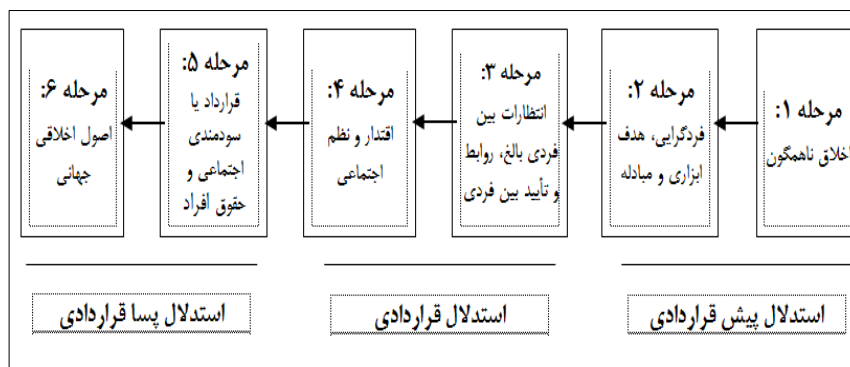 مرحله ۱:
اخلاق ناهمگون
مرحله ۲:
فردگرایی، هدف
ابزاری و مبادله
مرحله ۳:
انتظارات بین
فردی بالغ، روابط
و تأیید بین فردی
مرحله ۴:
اقتدار و نظم
اجتماعی
مرحله ۵:
قرارداد یا
سودمندی
اجتماعی و
حقوق افراد
مرحله ۶:
اصول اخلاقی
جهانی
استدلال پیش قراردادی
استدلال قراردادی
استدلال پسا قراردادی